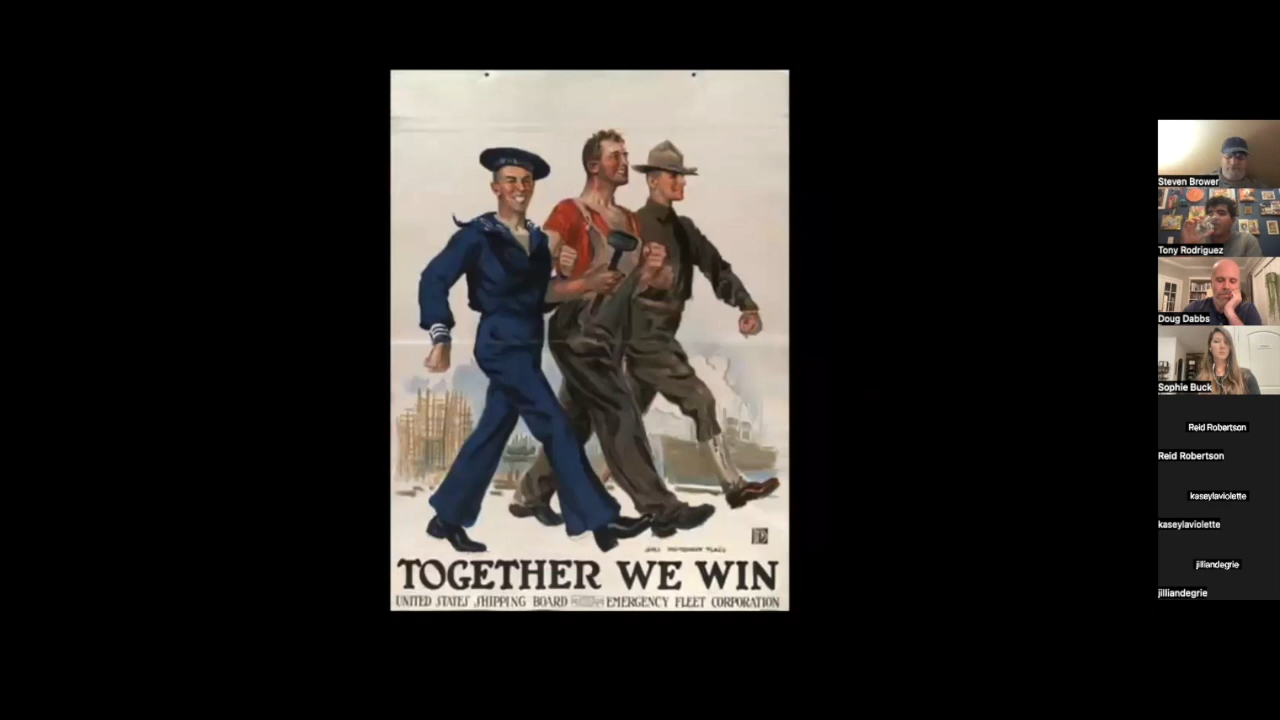 TOGETHER WE WIN
UNITED STATES SHIPPING BOARD EMERGENCY FLEET CORPORATION
Steven Brower
Tony Rodriguez
Doug Dabbs
Sophie Buck
Reid Robertson
Reid Robertson
kaseylaviolette
kaseylaviolette
jilliandegrie
jilliandegrie